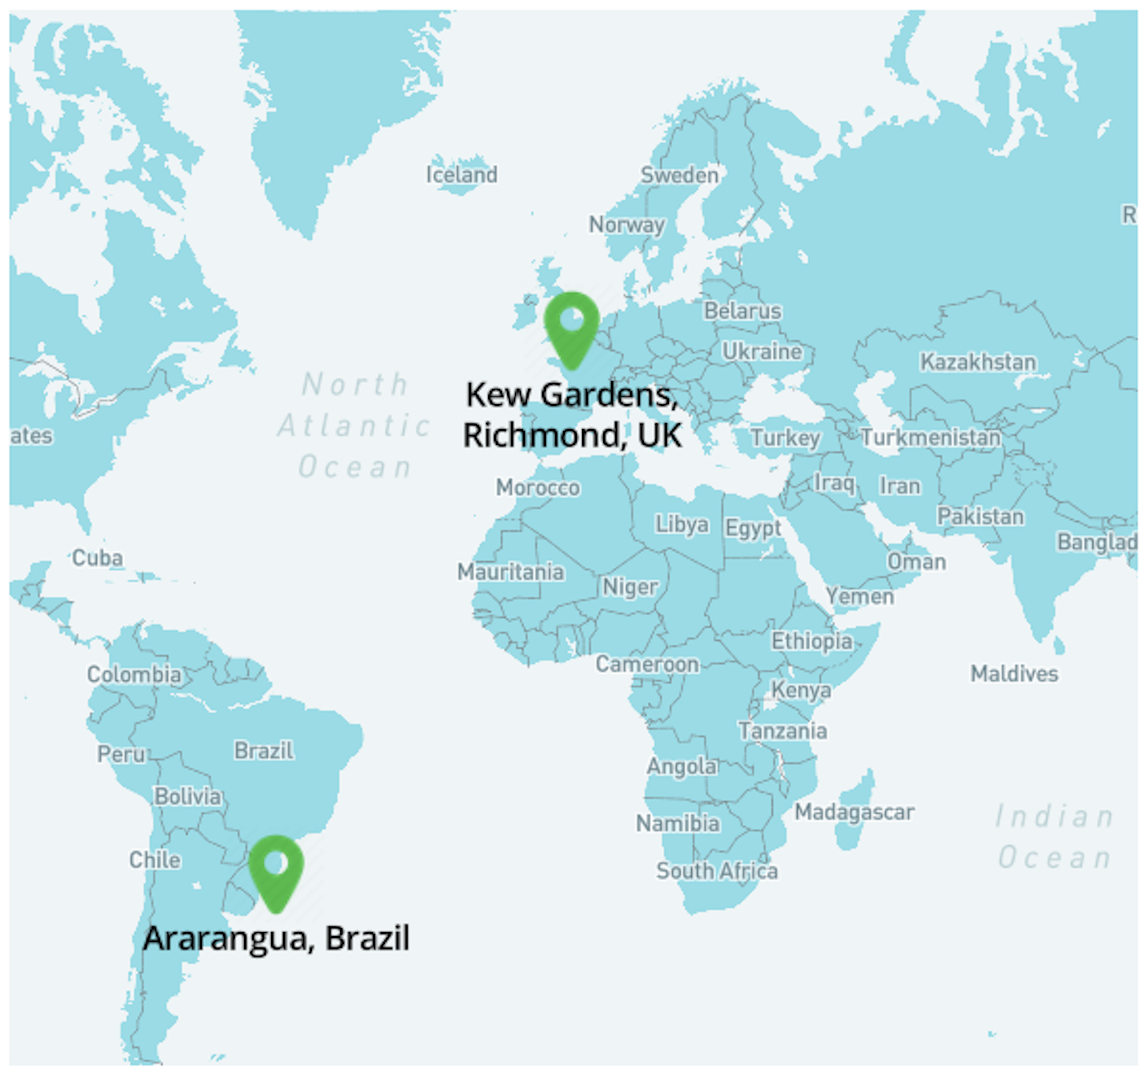 Iceland
Sweden
Norway
R
Belarus
Ukraine
Kazakhstan
North
Atlantic
Ocean
Kew Gardens,
Richmond, UK
ates
Turkey
Turkmenistan
Morocco
Iraq
Iran
Pakistan
Libya
Egypt
Banglad
Cuba
Oman
Mauritania
Niger
Yemen
Ethiopia
Cameroon
Colombia
Maldives
Kenya
Tanzania
Peru
Brazil
Angola
Bolivia
Madagascar
Namibia
Indian
Ocean
Chile
South Africa
Ararangua, Brazil